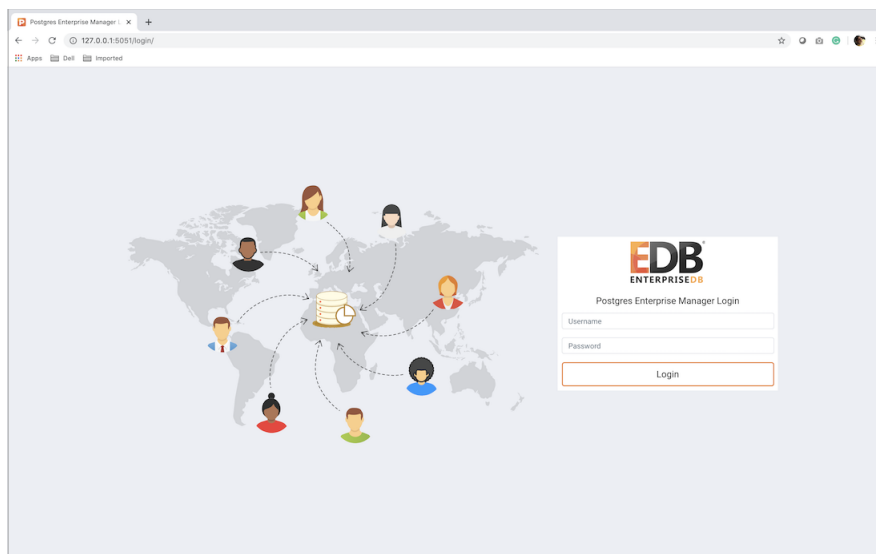 Postgres Enterprise Manager L
127.0.0.1:5051/login/
Apps Dell Imported
EDB
ENTERPRISEDB
Postgres Enterprise Manager Login
Username
Password
Login